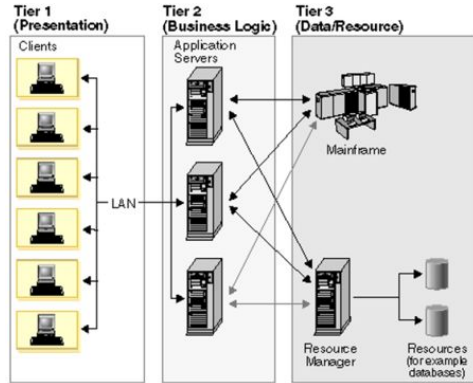 Tier 1
(Presentation)
Tier 2
(Business Logic)
Tier 3
(Data/Resource)
Clients
Application
Servers
LAN
Mainframe
Resource
Manager
Resources
(for example
databases)